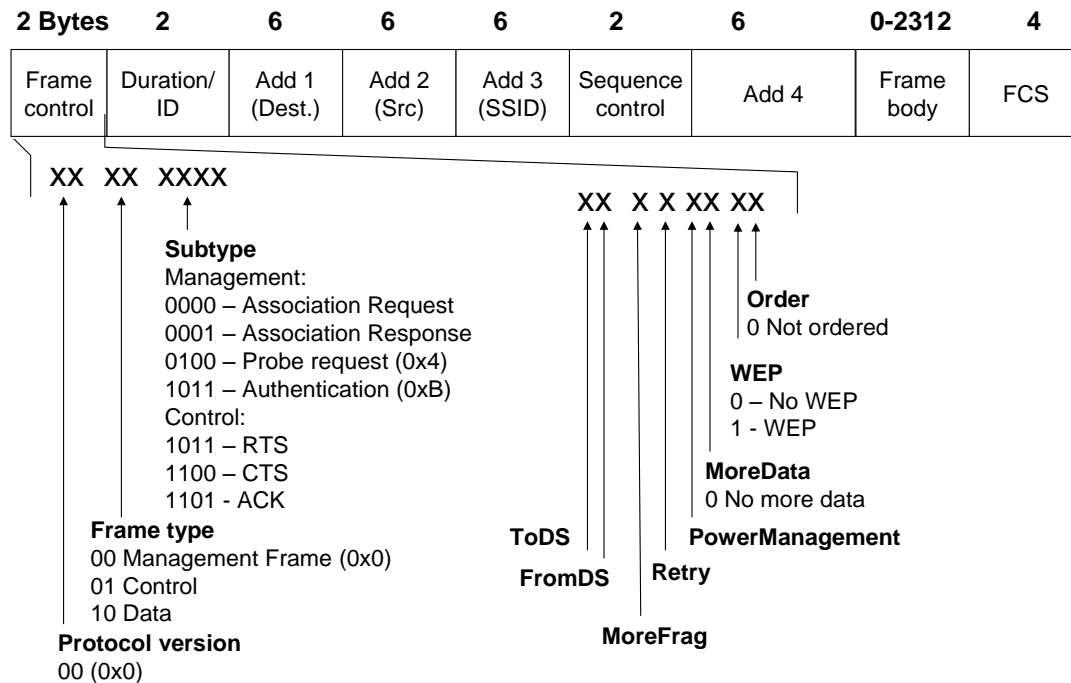 2 Bytes 2 6 6 6 2 6 0-2312 4
Frame control Duration/ ID Add 1 (Dest.) Add 2 (Src) Add 3 (SSID) Sequence control Add 4 Frame body FCS
XX XX XXXX
XX X X XX XX
Subtype
Management:
0000 – Association Request
0001 – Association Response
0100 – Probe request (0x4)
1011 – Authentication (0xB)
Control:
1011 – RTS
1100 – CTS
1101 - ACK
Frame type
00 Management Frame (0x0)
01 Control
10 Data
Protocol version
00 (0x0)
Order
0 Not ordered
WEP
0 – No WEP
1 - WEP
MoreData
0 No more data
PowerManagement
Retry
MoreFrag
ToDS
FromDS